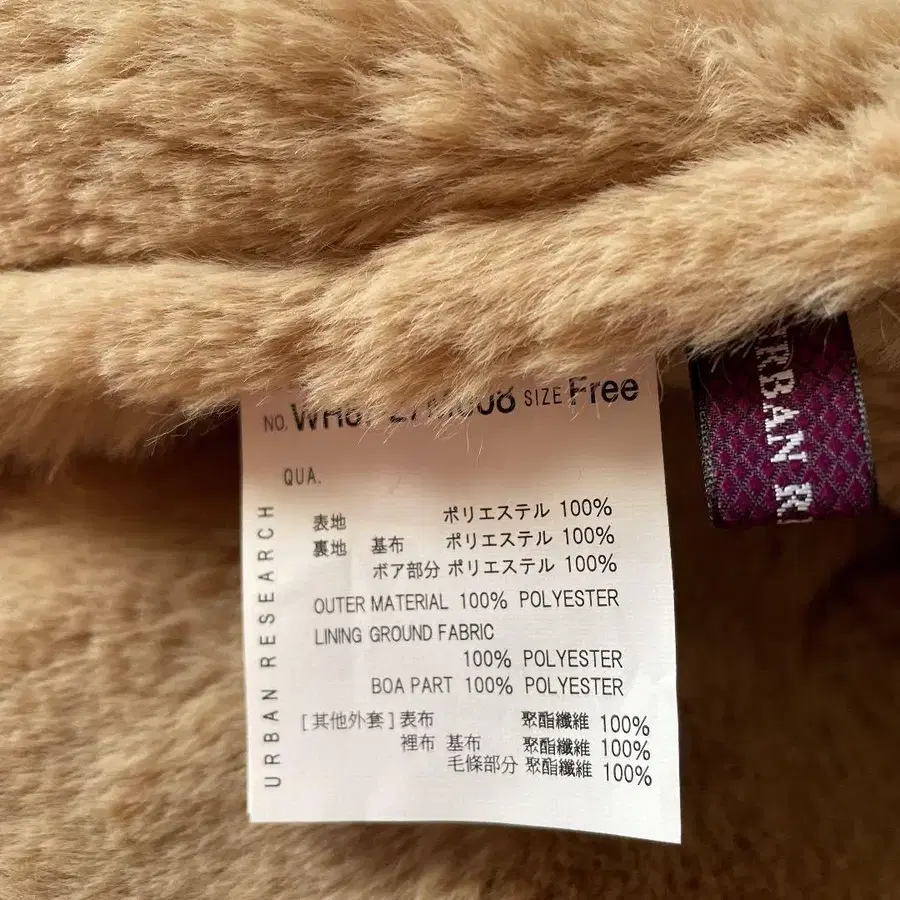 NO. SIZE Free
QUA.
表地 ポリエステル 100%
裏地 基布 ポリエステル 100%
ボア部分 ポリエステル 100%
OUTER MATERIAL 100% POLYESTER
LINING GROUND FABRIC
100% POLYESTER
BOA PART 100% POLYESTER
[其他外套]表布 聚酯纖維 100%
裡布 基布 聚酯纖維 100%
毛條部分 聚酯纖維 100%
URBAN RESEARCH
URBAN